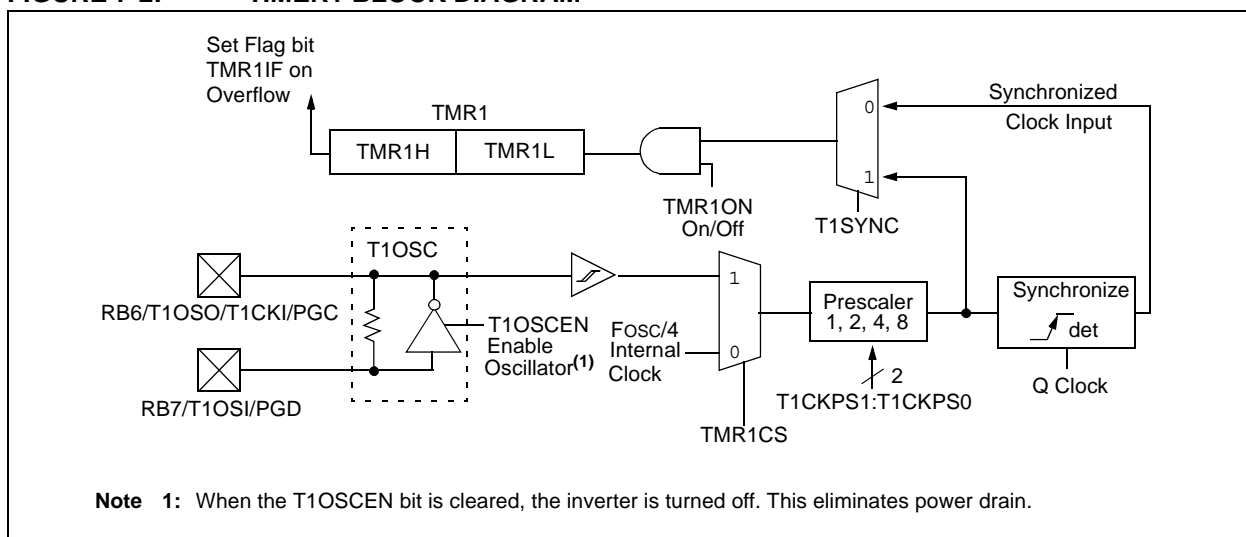 Set Flag bit
TMR1IF on
Overflow
TMR1
TMR1H
TMR1L
TMR1ON
On/Off
0
1
T1SYNC
Synchronized
Clock Input
T1OSC
RB6/T1OSO/T1CKI/PGC
RB7/T1OSI/PGD
T1OSCEN
Enable
Oscillator(1)
FOSC/4
Internal
Clock
1
0
TMR1CS
Prescaler
1, 2, 4, 8
2
T1CKPS1:T1CKPS0
Synchronize
det
Q Clock
Note 1: When the T1OSCEN bit is cleared, the inverter is turned off. This eliminates power drain.